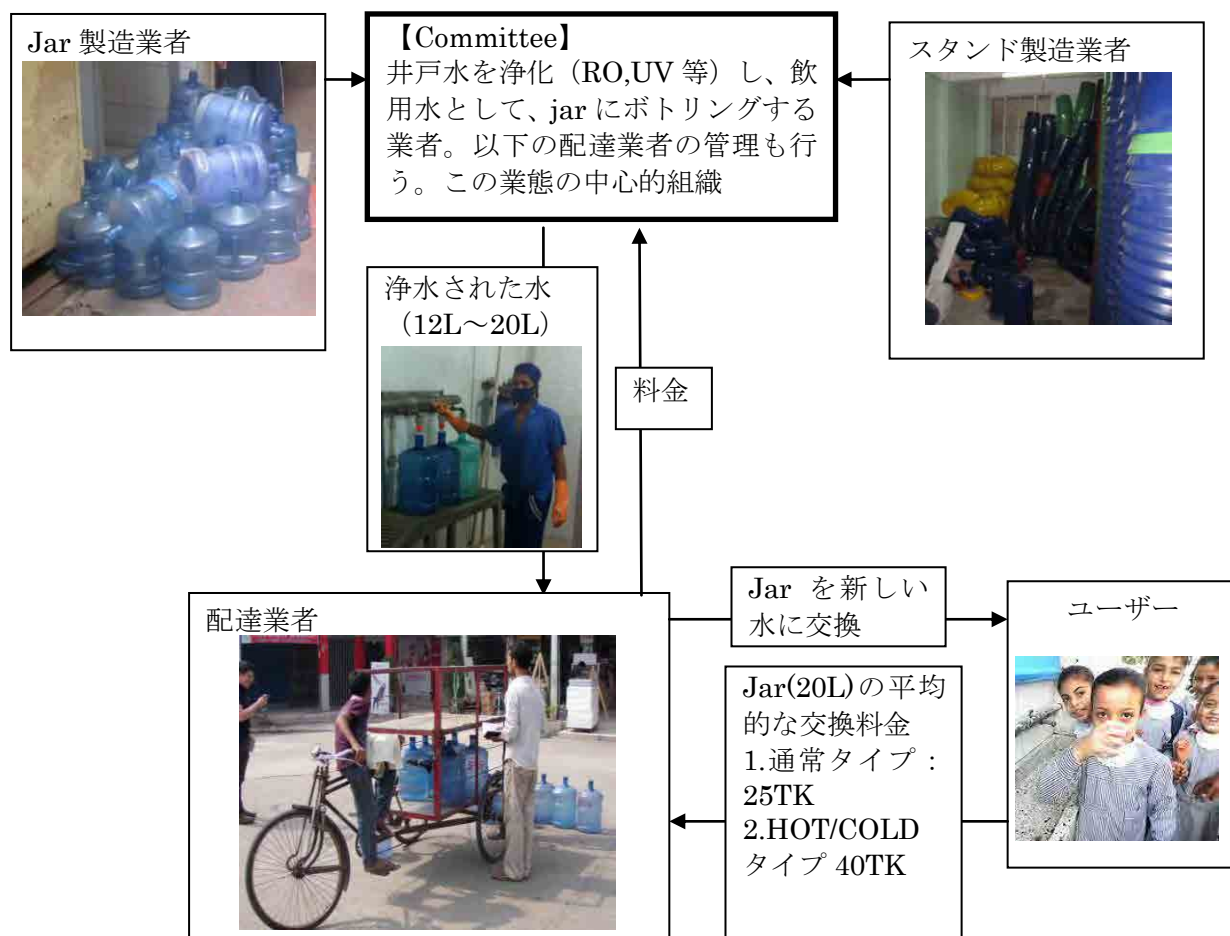 Jar 製造業者
【Committee】
井戸水を浄化（RO,UV 等）し、飲
用水として、jar にボトリングする
業者。以下の配達業者の管理も行
う。この業態の中心的組織
スタンド製造業者
浄水された水
（12L～20L）
料金
配達業者
Jar を新しい
水に交換
ユーザー
Jar(20L)の平均
的な交換料金
1.通常タイプ：
25TK
2.HOT/COLD
タイプ 40TK